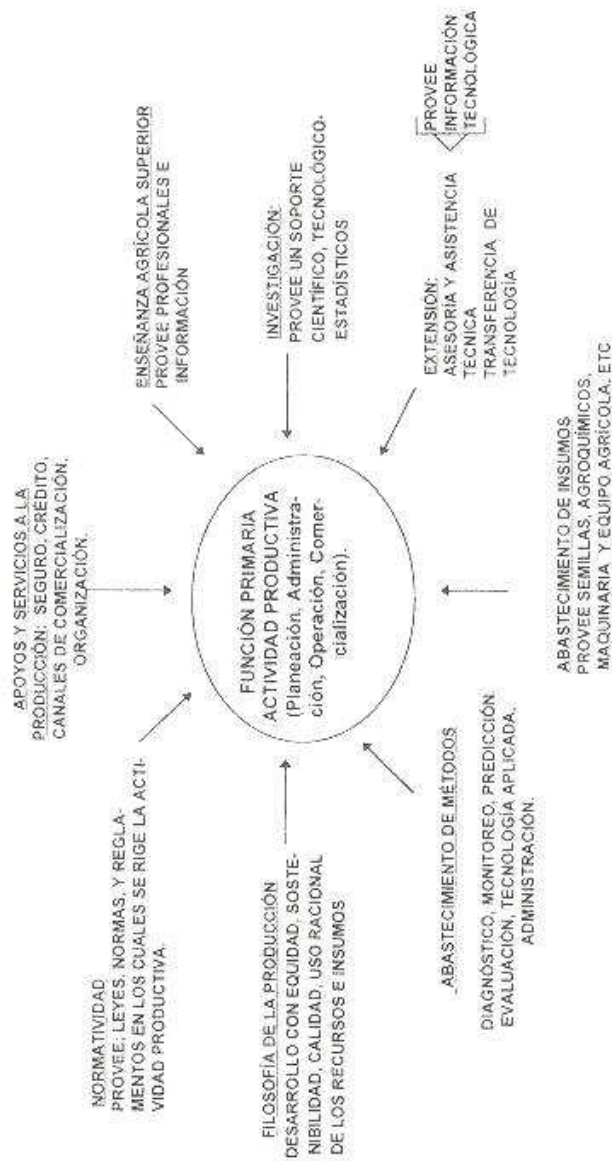 APOYOS Y SERVICIOS A LA
PRODUCCIÓN: SEGURO, CRÉDITO,
CANALES DE COMERCIALIZACIÓN,
ORGANIZACIÓN.
NORMATIVIDAD
PROVEE; LEYES, NORMAS, Y REGLA-
MENTOS EN LOS CUALES SE RIGE LA ACTI-
VIDAD PRODUCTIVA.
ENSEÑANZA AGRÍCOLA SUPERIOR
PROVEE PROFESIONALES E
INFORMACIÓN
FILOSOFÍA DE LA PRODUCCIÓN
DESARROLLO CON EQUIDAD, SOSTE-
NIBILIDAD, CALIDAD, USO RACIONAL
DE LOS RECURSOS E INSUMOS
FUNCIÓN PRIMARIA
ACTIVIDAD PRODUCTIVA
(Planeación, Administra-
ción, Operación, Comer-
cialización).
INVESTIGACIÓN:
PROVEE UN SOPORTE
CIENTÍFICO, TECNOLÓGICO-
ESTADÍSTICOS
ABASTECIMIENTO DE MÉTODOS
DIAGNÓSTICO, MONITOREO, PREDICCIÓN
EVALUACIÓN, TECNOLOGÍA APLICADA,
ADMINISTRACIÓN.
ABASTECIMIENTO DE INSUMOS
PROVEE SEMILLAS, AGROQUÍMICOS,
MAQUINARIA Y EQUIPO AGRÍCOLA, ETC
EXTENSIÓN:
ASESORÍA Y ASISTENCIA
TÉCNICA
TRANSFERENCIA DE
TECNOLOGÍA
PROVEE
INFORMACIÓN
TECNOLÓGICA